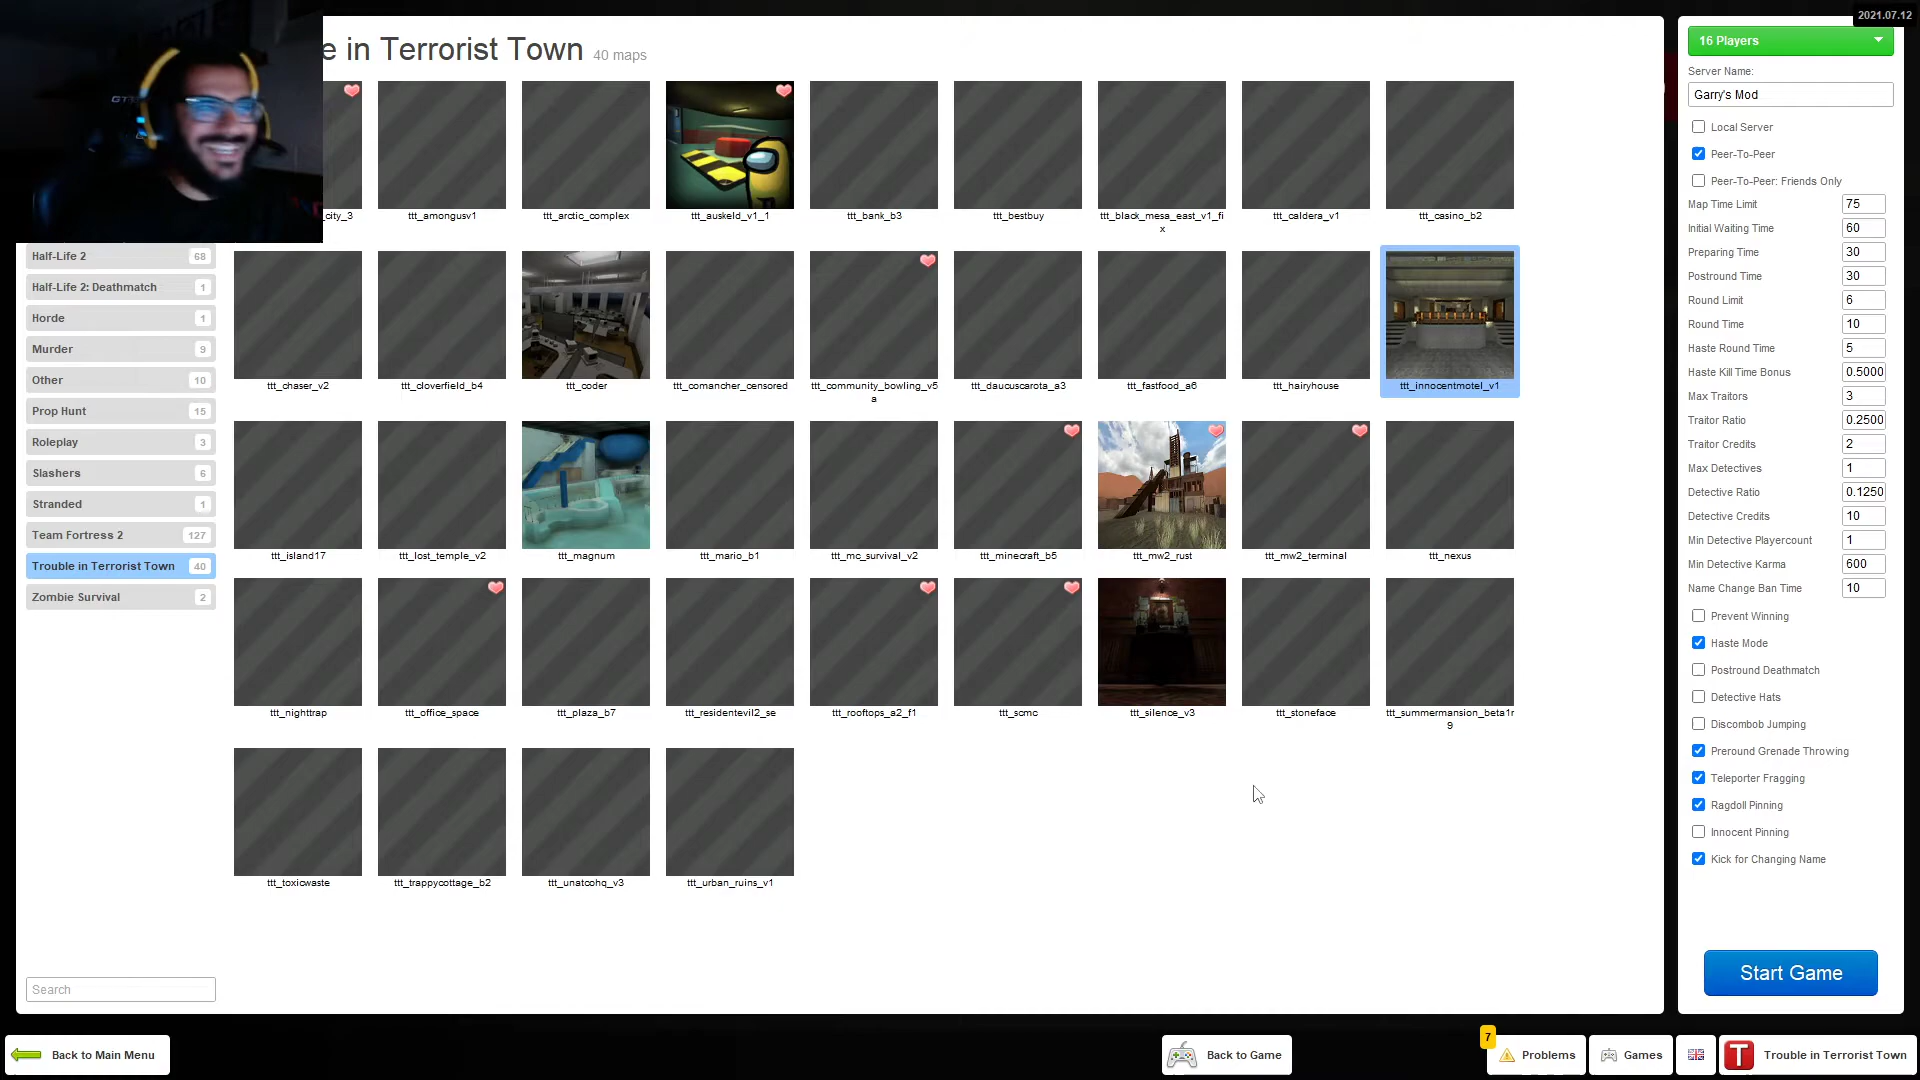 2021.07.12
e in Terrorist Town 40 maps
16 Players
Server Name:
Garry's Mod
Local Server
Peer-To-Peer
Peer-To-Peer: Friends Only
Map Time Limit 75
Initial Waiting Time 60
Preparing Time 30
Postround Time 30
Round Limit 6
Round Time 10
Haste Round Time 5
Haste Kill Time Bonus 0.5000
Max Traitors 3
Traitor Ratio 0.2500
Traitor Credits 2
Max Detectives 1
Detective Ratio 0.1250
Detective Credits 10
Min Detective Playercount 1
Min Detective Karma 600
Name Change Ban Time 10
Prevent Winning
Haste Mode
Postround Deathmatch
Detective Hats
Discombob Jumping
Preround Grenade Throwing
Teleporter Fragging
Ragdoll Pinning
Innocent Pinning
Kick for Changing Name
Start Game
Half-Life 2 68
Half-Life 2: Deathmatch 1
Horde 1
Murder 9
Other 10
Prop Hunt 15
Roleplay 3
Slashers 6
Stranded 1
Team Fortress 2 127
Trouble in Terrorist Town 40
Zombie Survival 2
Search
city_3 ttt_amongusv1 ttt_arctic_complex ttt_auskeld_v1_1 ttt_bank_b3 ttt_bestbuy ttt_black_mesa_east_v1_fi ttt_caldera_v1 ttt_casino_b2
x
ttt_chaser_v2 ttt_cloverfield_b4 ttt_coder ttt_comancher_censored ttt_community_bowling_v5 ttt_daucuscarota_a3 ttt_fastfood_a6 ttt_hairyhouse ttt_innocentmotel_v1
a
ttt_island17 ttt_lost_temple_v2 ttt_magnum ttt_mario_b1 ttt_mc_survival_v2 ttt_minecraft_b5 ttt_mw2_rust ttt_mw2_terminal ttt_nexus
ttt_nighttrap ttt_office_space ttt_plaza_b7 ttt_residentevil2_se ttt_rooftops_a2_f1 ttt_scmc ttt_silence_v3 ttt_stoneface ttt_summermansion_beta1r
9
ttt_toxicwaste ttt_trappycottage_b2 ttt_unatcohq_v3 ttt_urban_ruins_v1
Back to Main Menu
Back to Game
7
Problems
Games
T Trouble in Terrorist Town